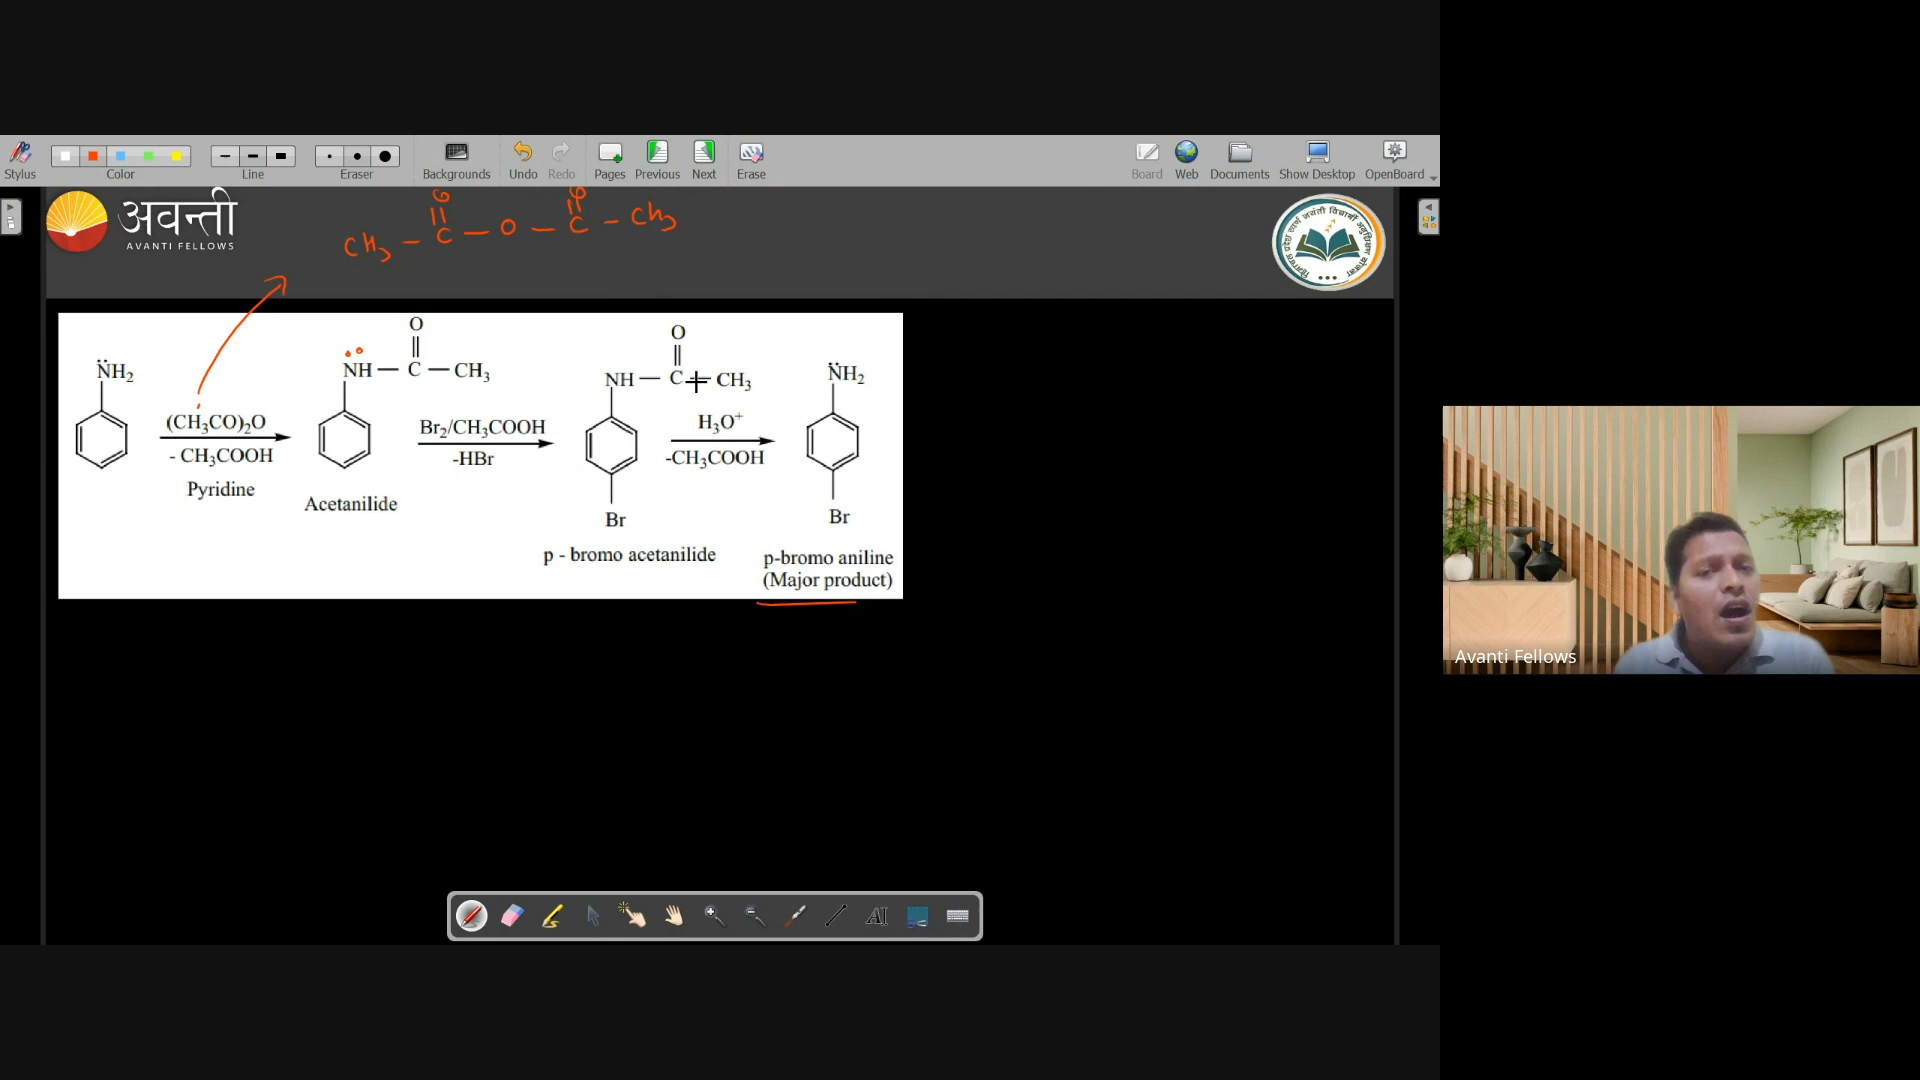 Stylus
Color
Line
Eraser
Backgrounds
Undo
Redo
Pages
Previous
Next
Erase
Board
Web
Documents
Show Desktop
OpenBoard
अवन्ती
AVANTI FELLOWS
CH3 - C - O - C - CH3
O
O
NH2
(CH3CO)2O
- CH3COOH
Pyridine
O
NH — C — CH3
Acetanilide
Br2/CH3COOH
-HBr
O
NH — C — CH3
Br
p - bromo acetanilide
H3O+
-CH3COOH
NH2
Br
p-bromo aniline
(Major product)
Avanti Fellows